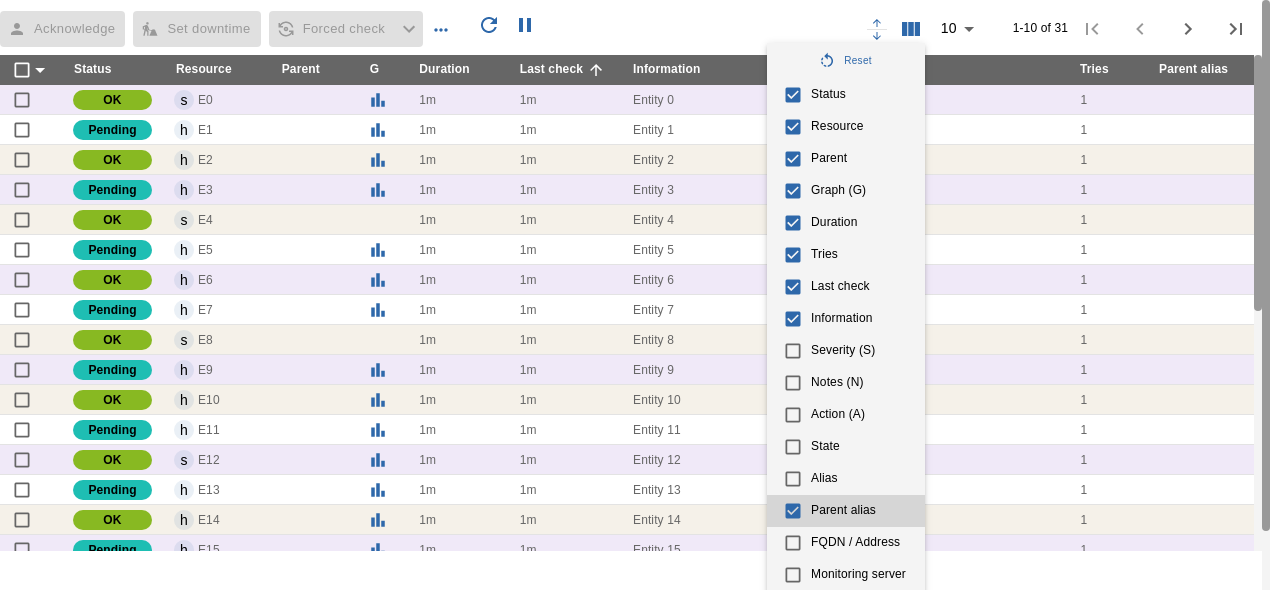 Acknowledge Set downtime Forced check 10 1-10 of 31
Status Resource Parent G Duration Last check Information Tries Parent alias
OK s E0 1m 1m Entity 0 1
Pending h E1 1m 1m Entity 1 1
OK h E2 1m 1m Entity 2 1
Pending h E3 1m 1m Entity 3 1
OK s E4 1m 1m Entity 4 1
Pending h E5 1m 1m Entity 5 1
OK h E6 1m 1m Entity 6 1
Pending h E7 1m 1m Entity 7 1
OK s E8 1m 1m Entity 8 1
Pending h E9 1m 1m Entity 9 1
OK h E10 1m 1m Entity 10 1
Pending h E11 1m 1m Entity 11 1
OK s E12 1m 1m Entity 12 1
Pending h E13 1m 1m Entity 13 1
OK h E14 1m 1m Entity 14 1
Pending h E15 1m 1m Entity 15 1
Reset
Status
Resource
Parent
Graph (G)
Duration
Tries
Last check
Information
Severity (S)
Notes (N)
Action (A)
State
Alias
Parent alias
FQDN / Address
Monitoring server